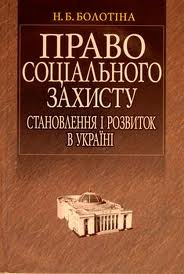 Н. Б. БОЛОТІНА
ПРАВО
СОЦІАЛЬНОГО
ЗАХИСТУ
СТАНОВЛЕННЯ І РОЗВИТОК
В УКРАЇНІ